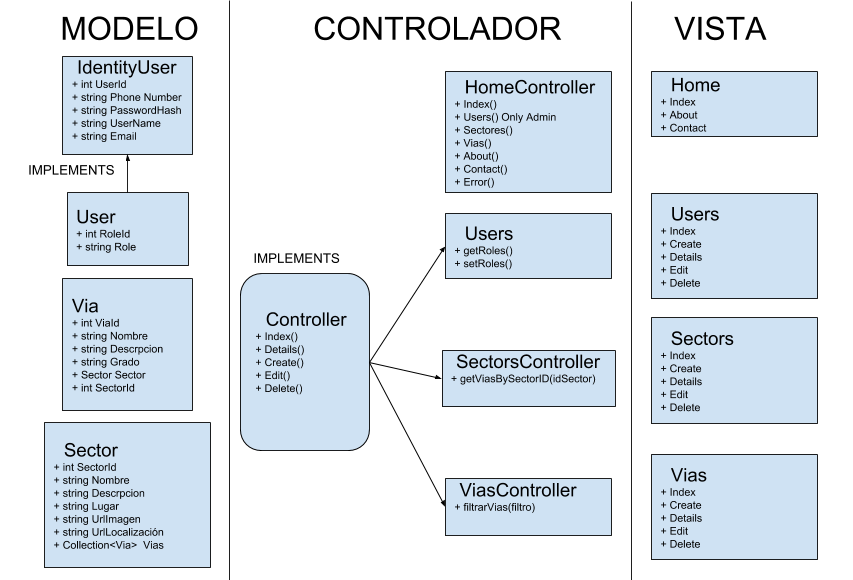 MODELO
IdentityUser
+ int UserId
+ string Phone Number
+ string PasswordHash
+ string UserName
+ string Email
IMPLEMENTS
User
+ int RoleId
+ string Role
Via
+ int ViaId
+ string Nombre
+ string Descrpcion
+ string Grado
+ Sector Sector
+ int SectorId
Sector
+ int SectorId
+ string Nombre
+ string Descrpcion
+ string Lugar
+ string UrlImagen
+ string UrlLocalización
+ Collection<Via> Vias
CONTROLADOR
IMPLEMENTS
Controller
+ Index()
+ Details()
+ Create()
+ Edit()
+ Delete()
HomeController
+ Index()
+ Users() Only Admin
+ Sectores()
+ Vias()
+ About()
+ Contact()
+ Error()
Users
+ getRoles()
+ setRoles()
SectorsController
+ getViasBySectorID(idSector)
ViasController
+ filtrarVias(filtro)
VISTA
Home
+ Index
+ About
+ Contact
Users
+ Index
+ Create
+ Details
+ Edit
+ Delete
Sectors
+ Index
+ Create
+ Details
+ Edit
+ Delete
Vias
+ Index
+ Create
+ Details
+ Edit
+ Delete